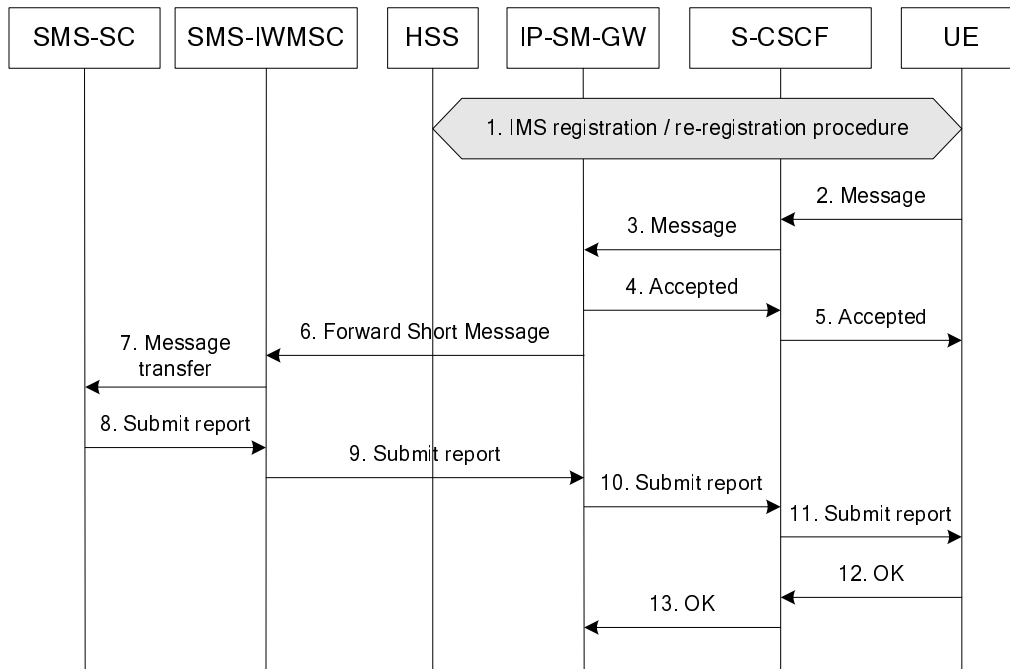 SMS-SC
SMS-IWMSC
HSS
IP-SM-GW
S-CSCF
UE
1. IMS registration / re-registration procedure
2. Message
3. Message
4. Accepted
5. Accepted
6. Forward Short Message
7. Message
transfer
8. Submit report
9. Submit report
10. Submit report
11. Submit report
12. OK
13. OK